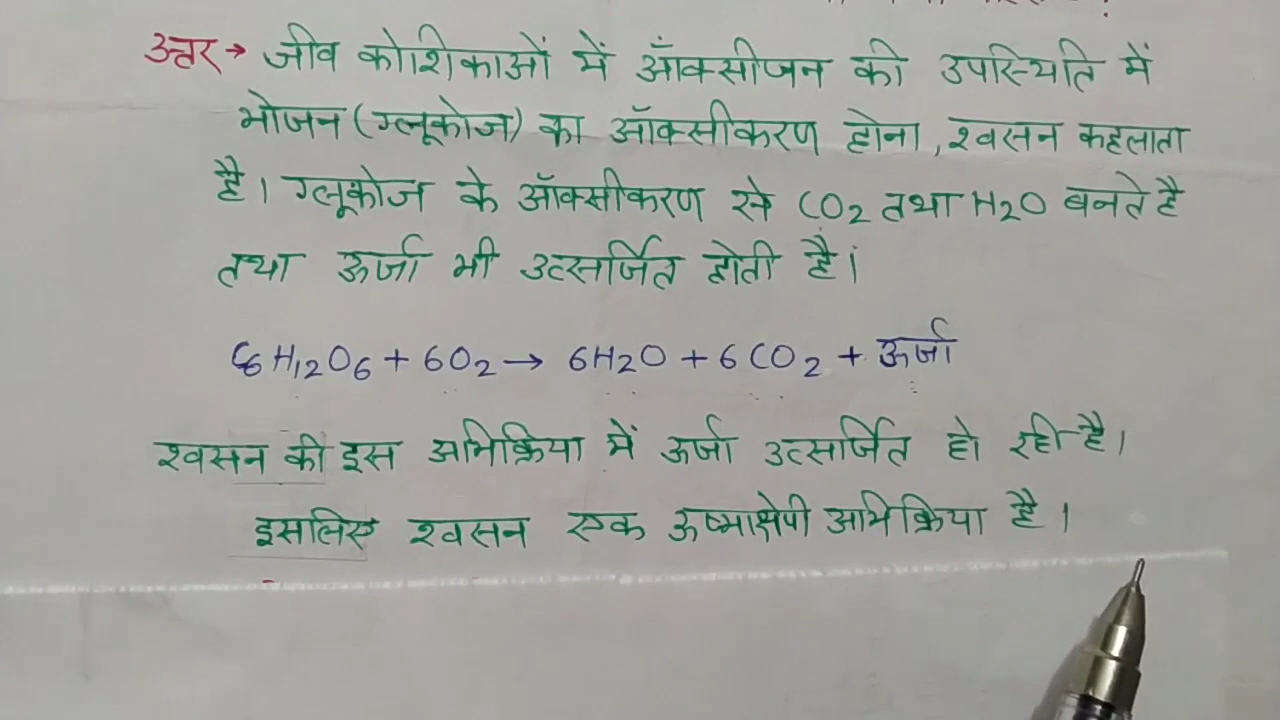 उत्तर → जीव कोशिकाओं में ऑक्सीजन की उपस्थिति में
भोजन (ग्लूकोज) का ऑक्सीकरण होना, श्वसन कहलाता
है। ग्लूकोज के ऑक्सीकरण से CO2 तथा H2O बनते है
तथा ऊर्जा भी उत्सर्जित होती है।
C6H12O6 + 6O2 → 6H2O + 6CO2 + ऊर्जा
श्वसन की इस अभिक्रिया में ऊर्जा उत्सर्जित हो रही है।
इसलिए श्वसन एक ऊष्माक्षेपी अभिक्रिया है।